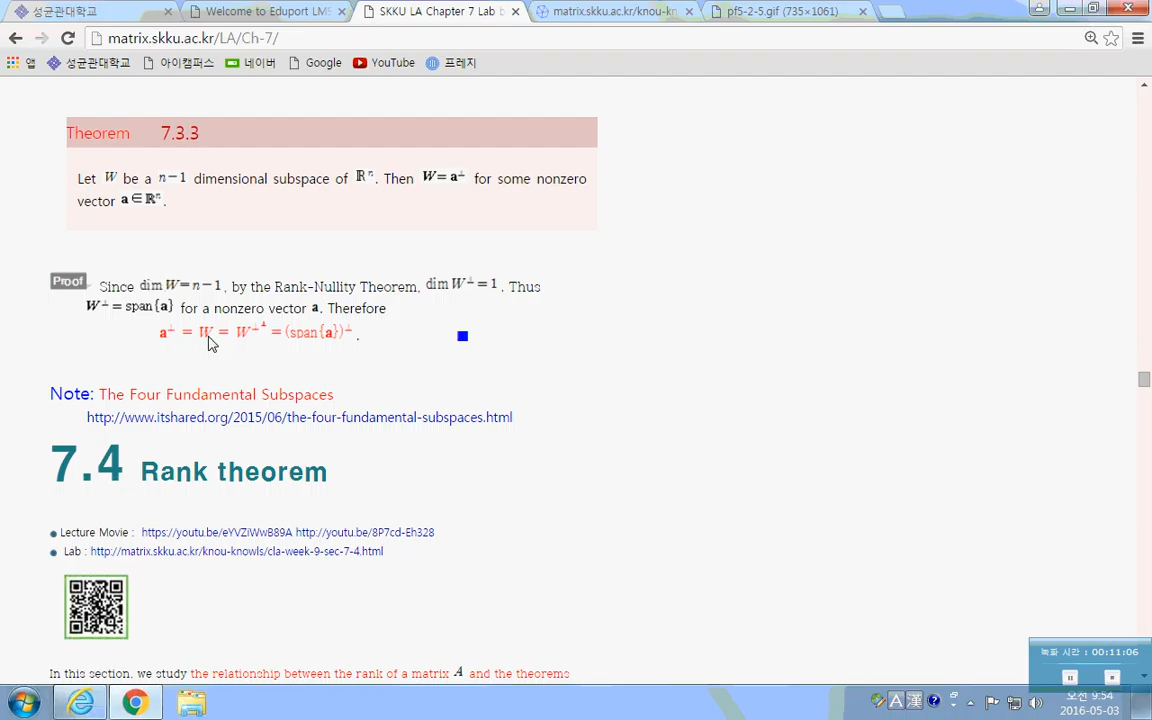 성균관대학교
Welcome to Eduport LMS
SKKU LA Chapter 7 Lab b
matrix.skku.ac.kr/knou-kn
pf5-2-5.gif (735×1061)
matrix.skku.ac.kr/LA/Ch-7/
앱
성균관대학교
아이캠퍼스
네이버
Google
YouTube
프레지
Theorem 7.3.3
Let W be a n−1 dimensional subspace of ℝⁿ. Then W=a⊥ for some nonzero
vector a∈ℝⁿ.
Proof Since dim W=n−1, by the Rank-Nullity Theorem, dim W⊥=1. Thus
W⊥=span{a} for a nonzero vector a. Therefore
a⊥ = W = W⊥⊥ =(span{a})⊥.
Note: The Four Fundamental Subspaces
http://www.itshared.org/2015/06/the-four-fundamental-subspaces.html
7.4 Rank theorem
Lecture Movie : https://youtu.be/eYVZiWwB89A http://youtu.be/8P7cd-Eh328
Lab : http://matrix.skku.ac.kr/knou-knowls/cla-week-9-sec-7-4.html
In this section, we study the relationship between the rank of a matrix A and the theorems
녹화 시간 : 00:11:06
A 漢
오전 9:54
2016-05-03